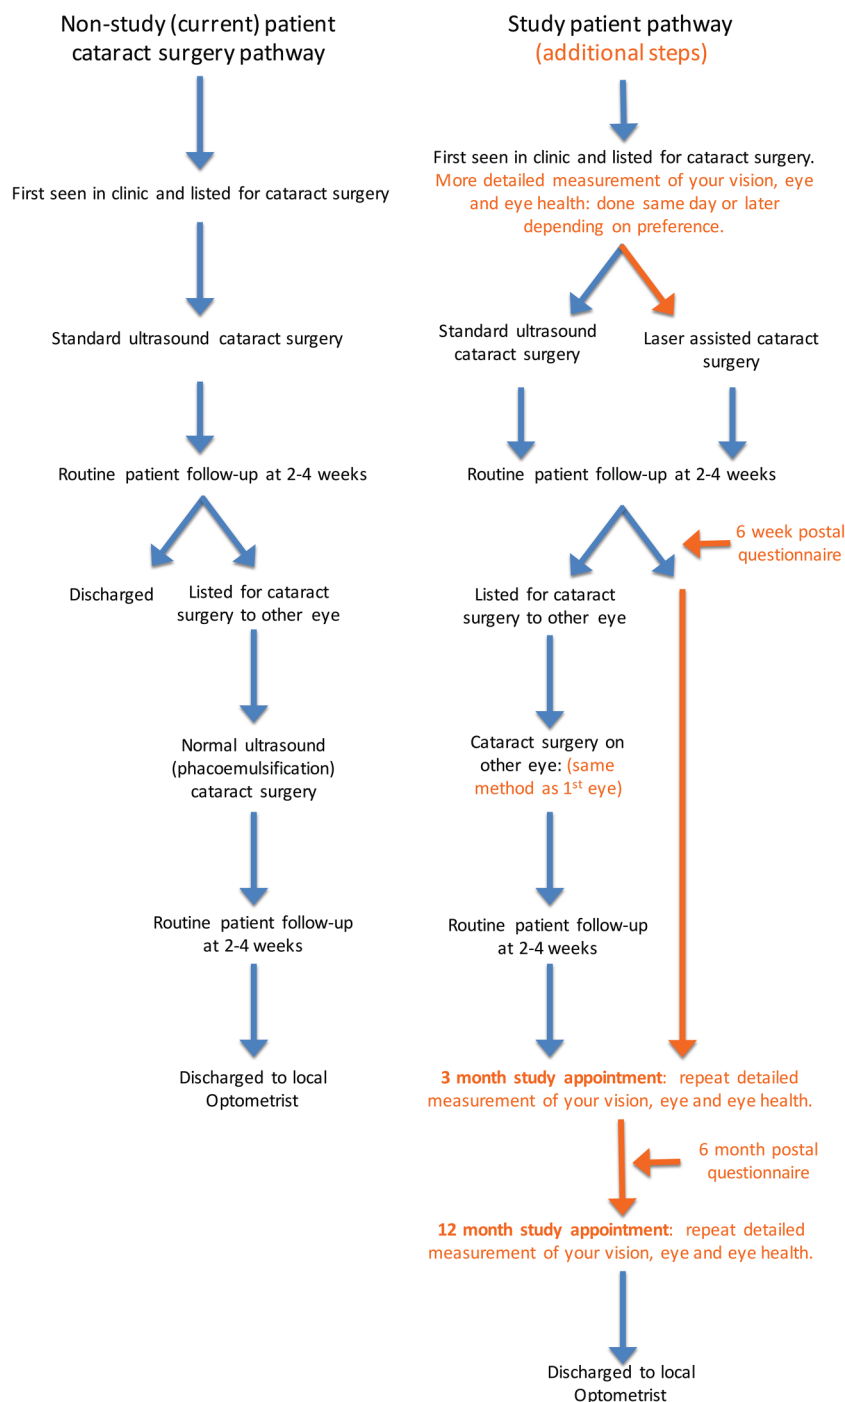 Non-study (current) patient
cataract surgery pathway
First seen in clinic and listed for cataract surgery
Standard ultrasound cataract surgery
Routine patient follow-up at 2-4 weeks
Discharged
Listed for cataract
surgery to other eye
Normal ultrasound
(phacoemulsification)
cataract surgery
Routine patient follow-up
at 2-4 weeks
Discharged to local
Optometrist
Study patient pathway
(additional steps)
First seen in clinic and listed for cataract surgery.
More detailed measurement of your vision, eye
and eye health: done same day or later
depending on preference.
Standard ultrasound
cataract surgery
Laser assisted cataract
surgery
Routine patient follow-up at 2-4 weeks
6 week postal
questionnaire
Listed for cataract
surgery to other eye
Cataract surgery on
other eye: (same
method as 1st eye)
Routine patient follow-up
at 2-4 weeks
3 month study appointment: repeat detailed
measurement of your vision, eye and eye health.
6 month postal
questionnaire
12 month study appointment: repeat detailed
measurement of your vision, eye and eye health.
Discharged to local
Optometrist